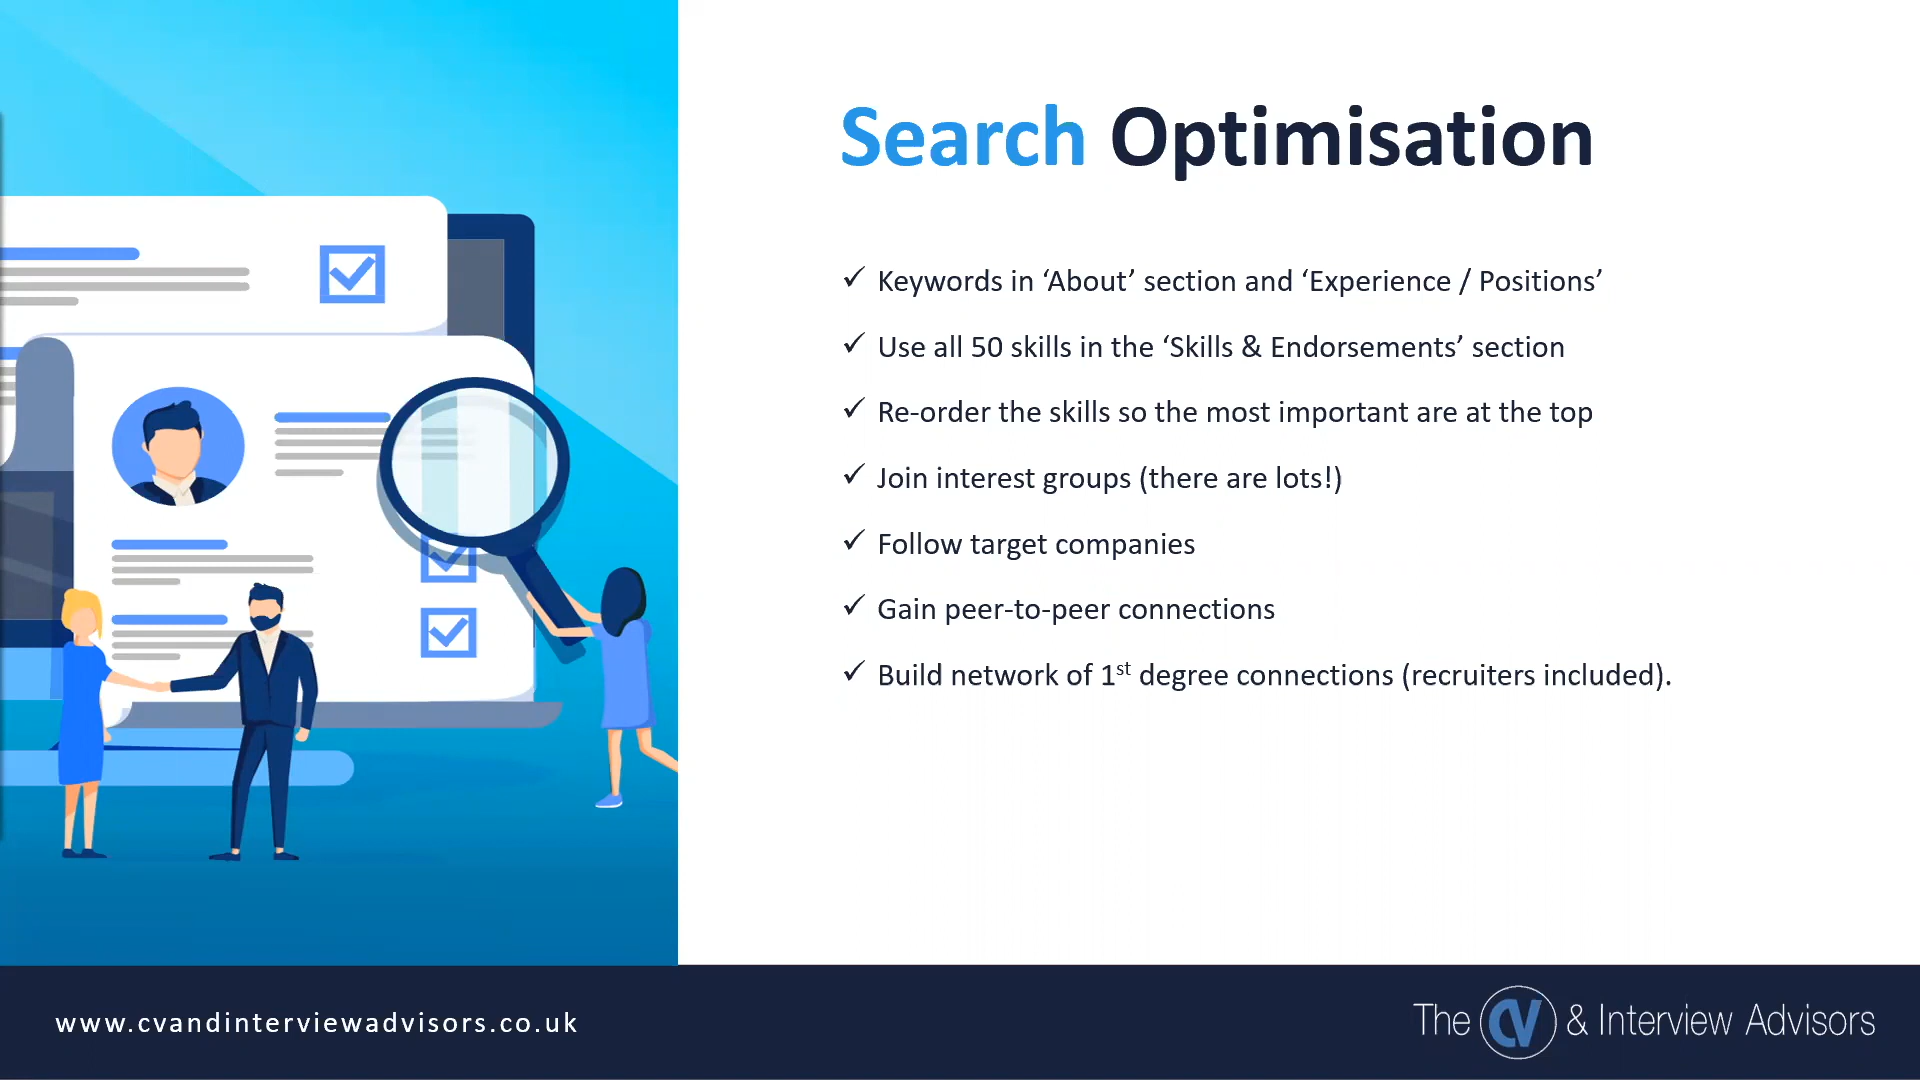 Search Optimisation
✓ Keywords in ‘About’ section and ‘Experience / Positions’
✓ Use all 50 skills in the ‘Skills & Endorsements’ section
✓ Re-order the skills so the most important are at the top
✓ Join interest groups (there are lots!)
✓ Follow target companies
✓ Gain peer-to-peer connections
✓ Build network of 1st degree connections (recruiters included).
www.cvandinterviewadvisors.co.uk
The CV & Interview Advisors